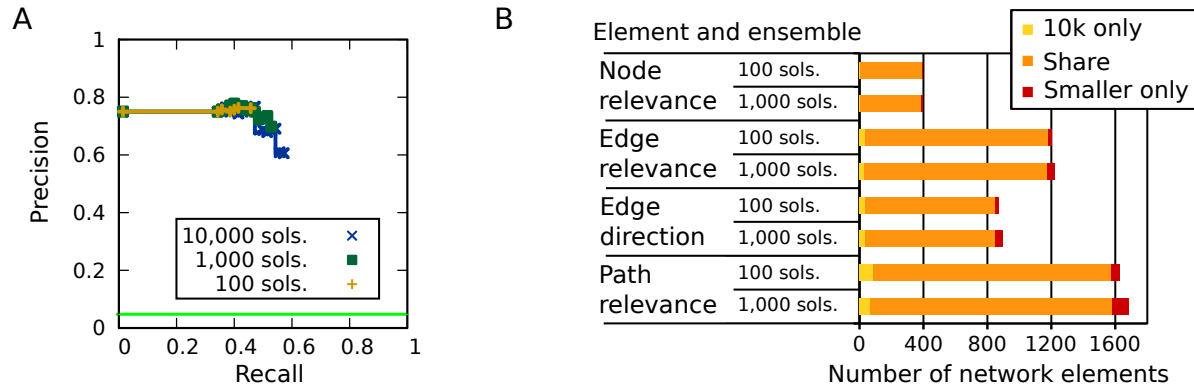 A
Precision
1
0.8
0.6
0.4
0.2
0
10,000 sols.
1,000 sols.
100 sols.
0 0.2 0.4 0.6 0.8 1
Recall
B
Element and ensemble
10k only
Share
Smaller only
Node relevance
100 sols.
1,000 sols.
Edge relevance
100 sols.
1,000 sols.
Edge direction
100 sols.
1,000 sols.
Path relevance
100 sols.
1,000 sols.
0 400 800 1200 1600
Number of network elements